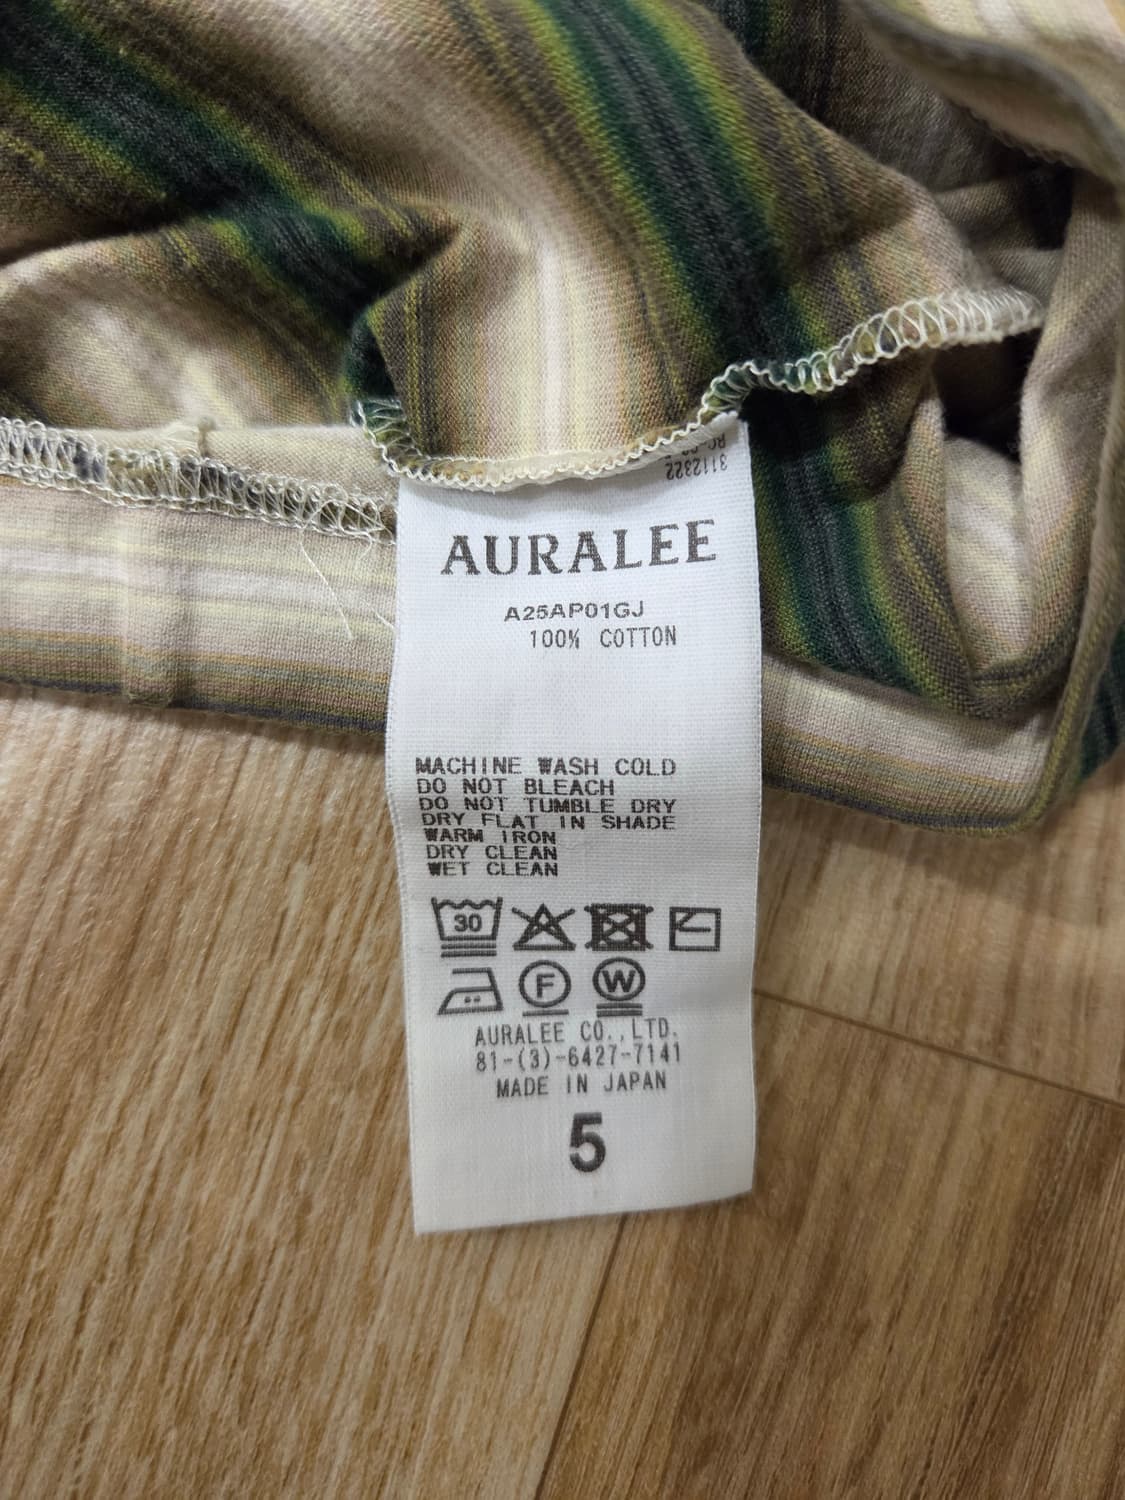 3112322
AURALEE
A25AP01GJ
100% COTTON
MACHINE WASH COLD
DO NOT BLEACH
DO NOT TUMBLE DRY
DRY FLAT IN SHADE
WARM IRON
DRY CLEAN
WET CLEAN
30
F W
AURALEE CO.,LTD.
81-(3)-6427-7141
MADE IN JAPAN
5